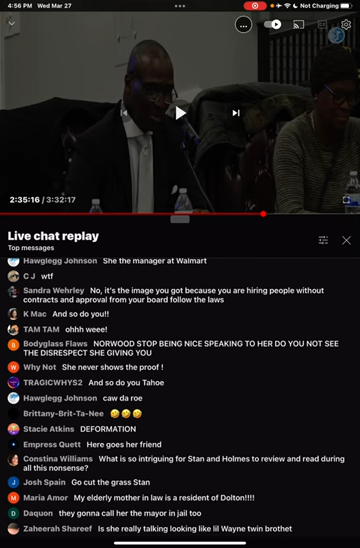 4:56 PM Wed Mar 27
Not Charging
2:35:16 / 3:32:17
Live chat replay
Top messages
Hawglegg Johnson She the manager at Walmart
C J wtf
Sandra Wehrley No, it's the image you got because you are hiring people without
contracts and approval from your board follow the laws
K Mac And so do you!!
TAM TAM ohhh weee!
Bodyglass Flaws NORWOOD STOP BEING NICE SPEAKING TO HER DO YOU NOT SEE
THE DISRESPECT SHE GIVING YOU
Why Not She never shows the proof !
TRAGICWHYS2 And so do you Tahoe
Hawglegg Johnson caw da roe
Brittany-Brit-Ta-Nee 🤣🤣🤣
Stacie Atkins DEFORMATION
Empress Quett Here goes her friend
Constina Williams What is so intriguing for Stan and Holmes to review and read during
all this nonsense?
Josh Spain Go cut the grass Stan
Maria Amor My elderly mother in law is a resident of Dolton!!!!
Daquon they gonna call her the mayor in jail too
Zaheerah Shareef Is she really talking looking like lil Wayne twin brothet